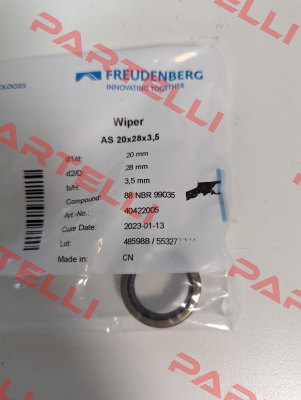 PARTELLI
OLOGIES
FREUDENBERG
INNOVATING TOGETHER
Wiper
AS 20x28x3,5
d1/d: 20 mm
d2/D: 28 mm
b/H: 3,5 mm
Compound: 88 NBR 99035
Art.-No.: 40422005
Cure Date: 2023-01-13
Lot: 485988 /
Made in: CN